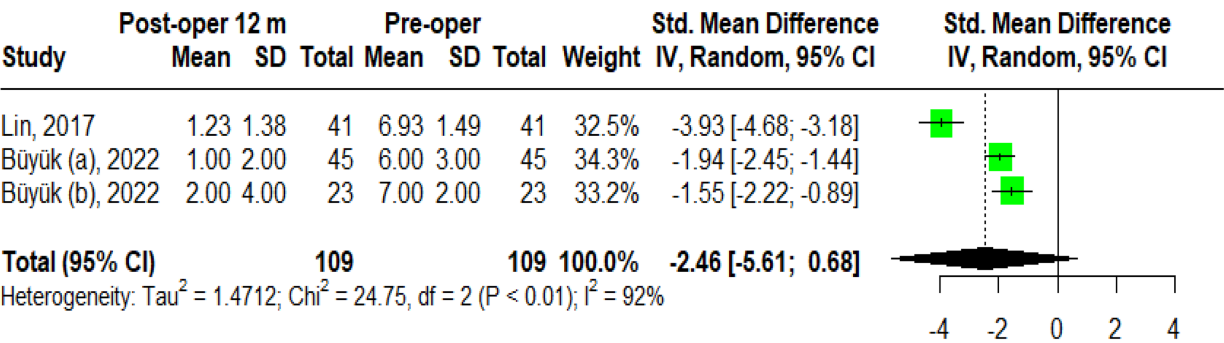 Post-oper 12 m Pre-oper Std. Mean Difference Std. Mean Difference
Study Mean SD Total Mean SD Total Weight IV, Random, 95% CI IV, Random, 95% CI
Lin, 2017 1.23 1.38 41 6.93 1.49 41 32.5% -3.93 [-4.68; -3.18]
Büyük (a), 2022 1.00 2.00 45 6.00 3.00 45 34.3% -1.94 [-2.45; -1.44]
Büyük (b), 2022 2.00 4.00 23 7.00 2.00 23 33.2% -1.55 [-2.22; -0.89]
Total (95% CI) 109 109 100.0% -2.46 [-5.61; 0.68]
Heterogeneity: Tau² = 1.4712; Chi² = 24.75, df = 2 (P < 0.01); I² = 92%
-4 -2 0 2 4